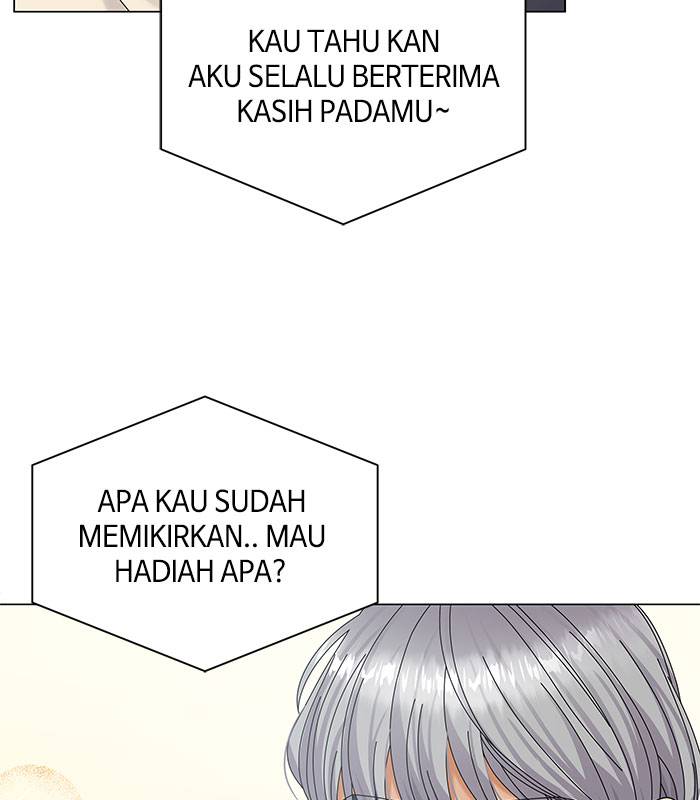 KAU TAHU KAN
AKU SELALU BERTERIMA
KASIH PADAMU~
APA KAU SUDAH
MEMIKIRKAN.. MAU
HADIAH APA?